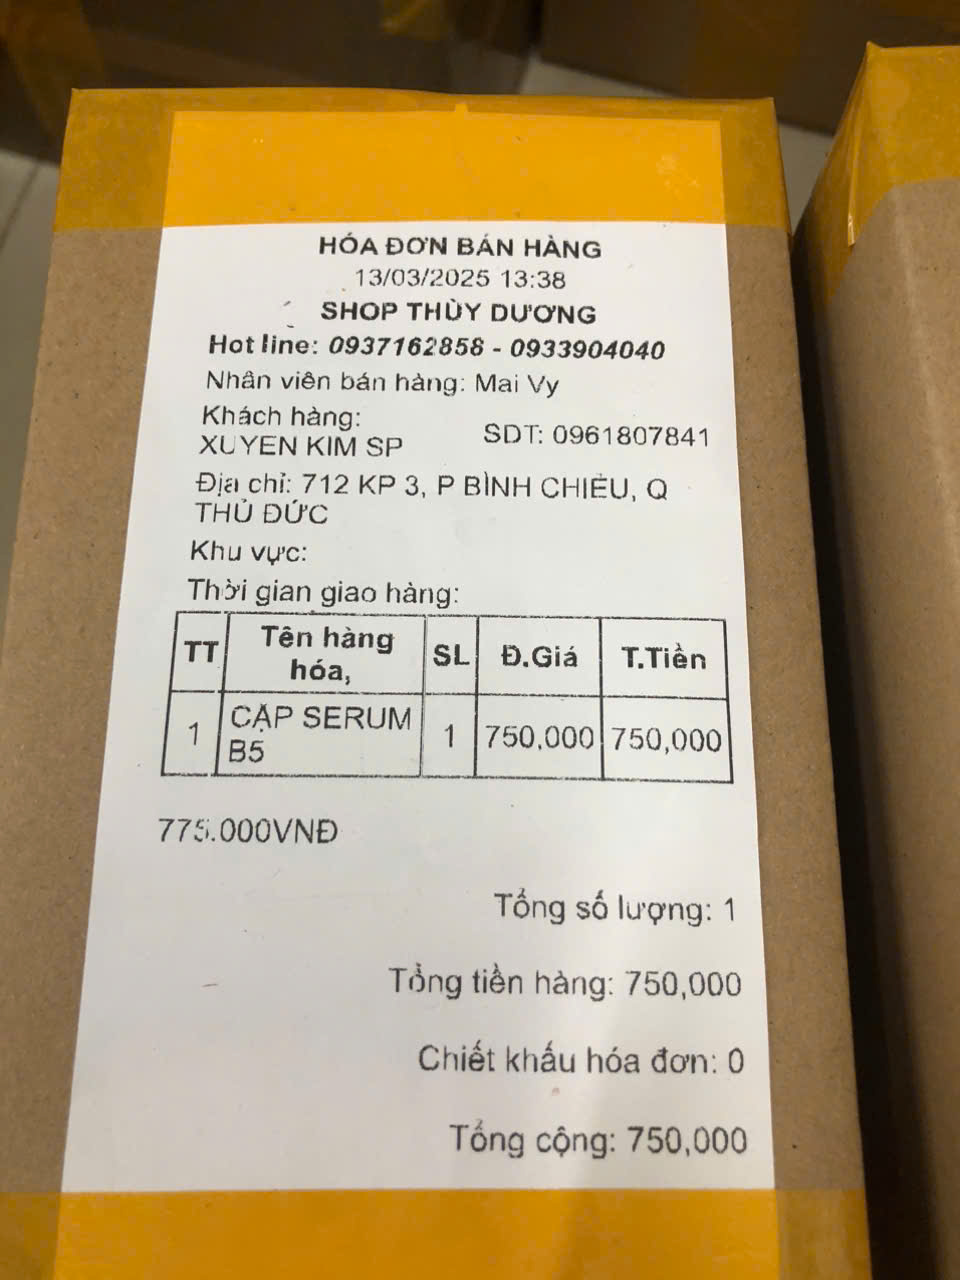 HÓA ĐƠN BÁN HÀNG
13/03/2025 13:38
SHOP THÙY DƯƠNG
Hot line: 0937162858 - 0933904040
Nhân viên bán hàng: Mai Vy
Khách hàng:
XUYEN KIM SP
SDT: 0961807841
Địa chỉ: 712 KP 3, P BÌNH CHIỂU, Q
THỦ ĐỨC
Khu vực:
Thời gian giao hàng:
TT Tên hàng hóa, SL Đ.Giá T.Tiền
1 CẶP SERUM B5 1 750,000 750,000
775.000VNĐ
Tổng số lượng: 1
Tổng tiền hàng: 750,000
Chiết khấu hóa đơn: 0
Tổng cộng: 750,000